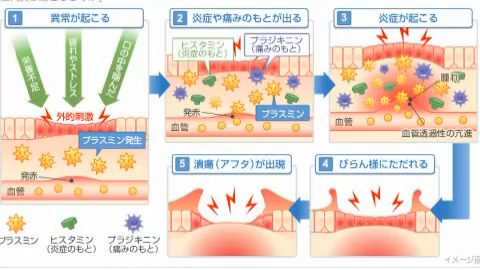 1 異常が起こる
栄養不足
疲れやストレス
口の中を噛んだ
外的刺激
プラスミン発生
発赤
血管
プラスミン
ヒスタミン
(炎症のもと)
ブラジキニン
(痛みのもと)
2 炎症や痛みのもとが出る
ヒスタミン
(炎症のもと)
ブラジキニン
(痛みのもと)
発赤
プラスミン
血管
3 炎症が起こる
腫脹
血管
血管透過性の亢進
4 びらん様にただれる
5 潰瘍(アフタ)が出現